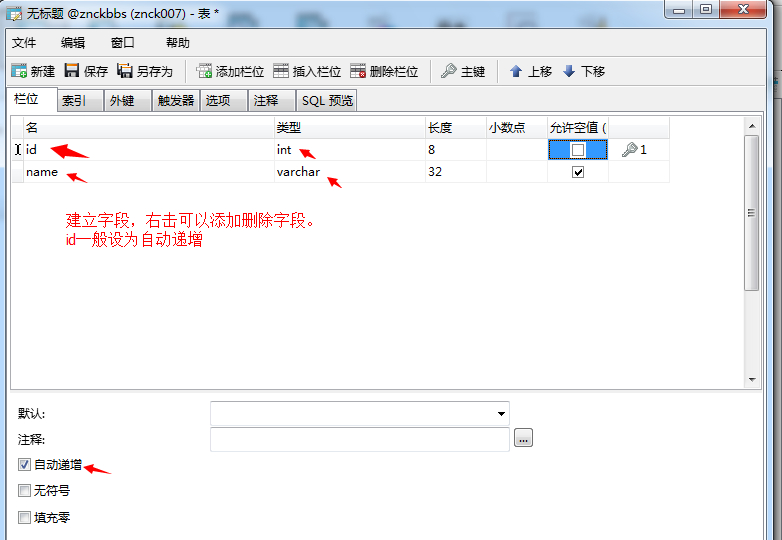 无标题 @znckbbs (znck007) - 表 *
文件 编辑 窗口 帮助
新建 保存 另存为 添加栏位 插入栏位 删除栏位 主键 上移 下移
栏位 索引 外键 触发器 选项 注释 SQL 预览
名 类型 长度 小数点 允许空值 (
id int 8 1
name varchar 32
建立字段，右击可以添加删除字段。
id一般设为自动递增
默认:
注释:
...
自动递增
无符号
填充零